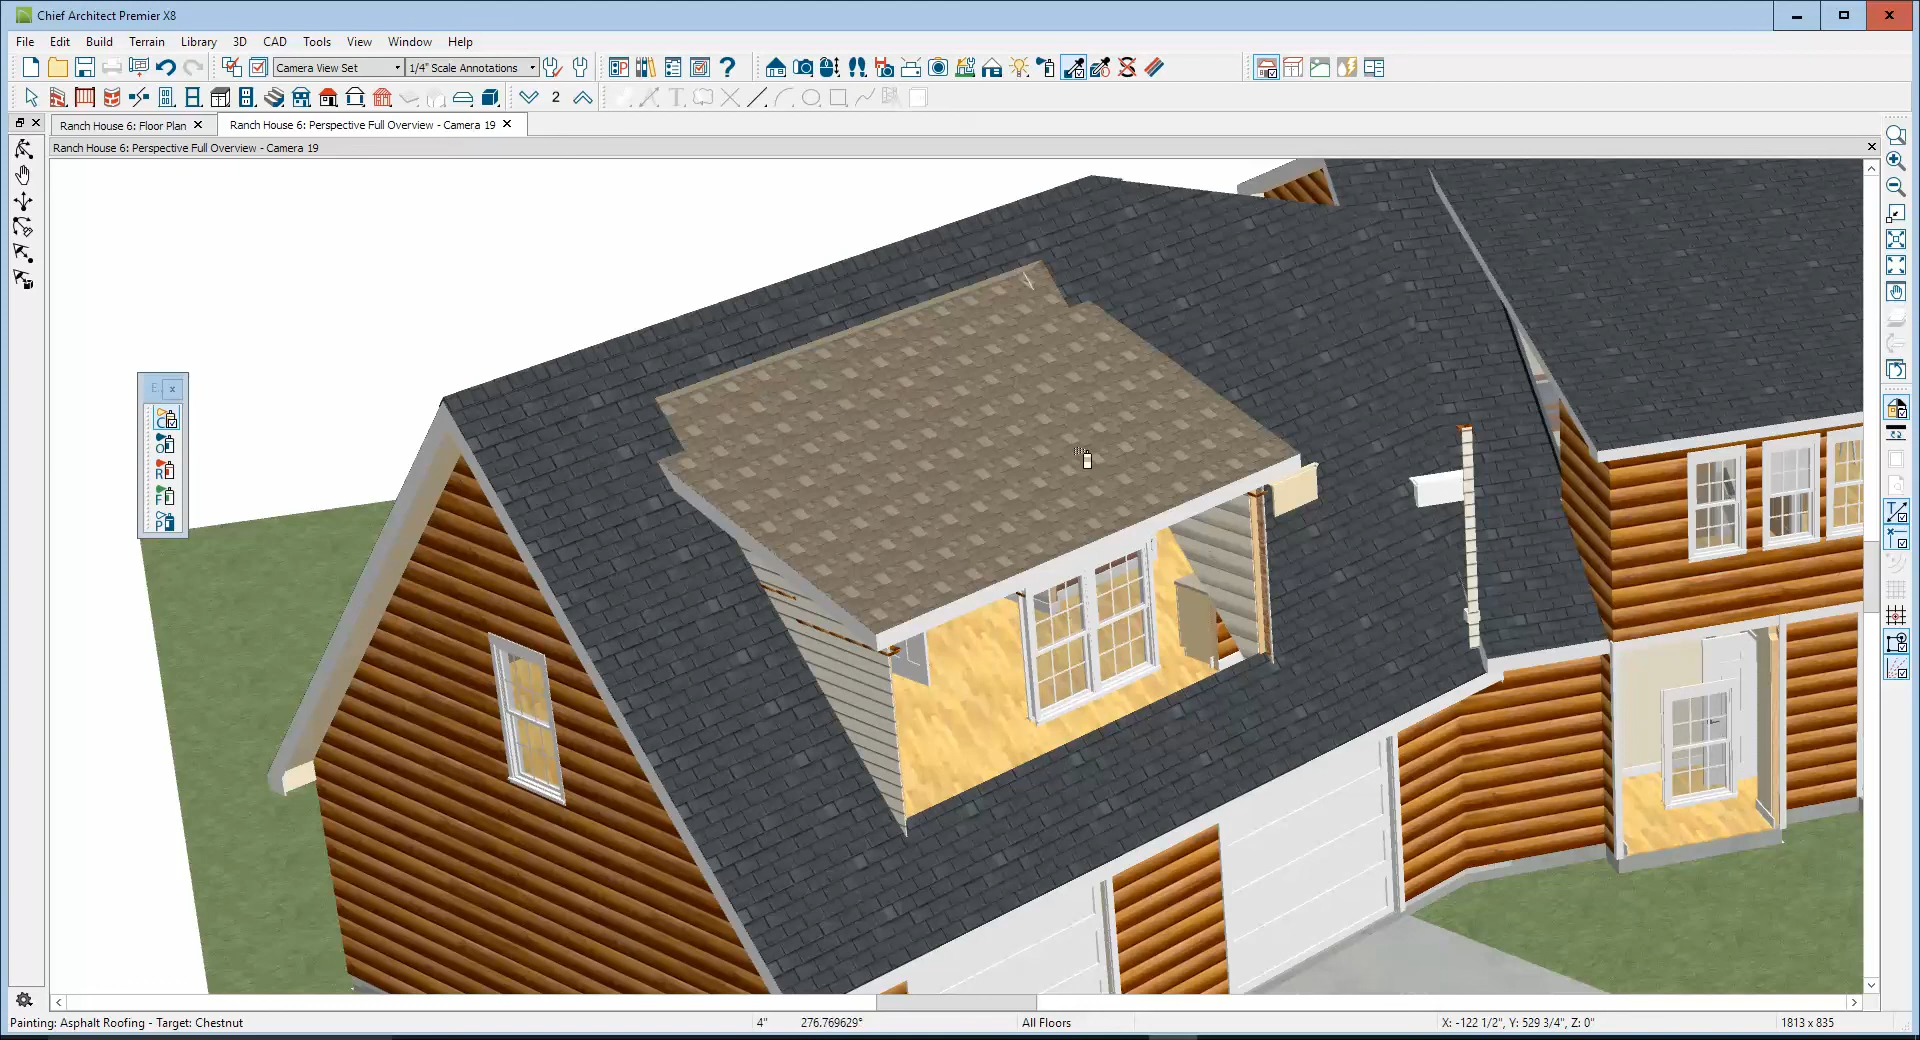 Chief Architect Premier X8
File Edit Build Terrain Library 3D CAD Tools View Window Help
Camera View Set 1/4" Scale Annotations
2
Ranch House 6: Floor Plan Ranch House 6: Perspective Full Overview - Camera 19
Ranch House 6: Perspective Full Overview - Camera 19
E
C
O
R
F
P
Painting: Asphalt Roofing - Target: Chestnut 4" 276.769629° All Floors X: -122 1/2", Y: 529 3/4", Z: 0" 1813 x 835